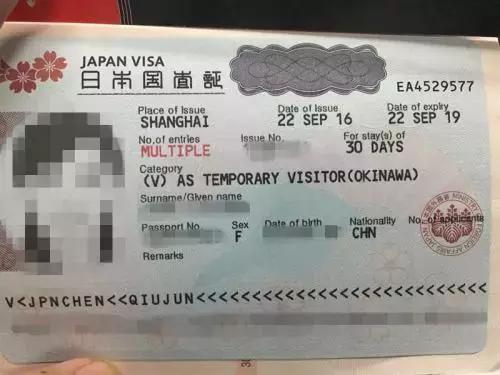 JAPAN VISA
日本国査証
EA4529577
Place of Issue Date of Issue Date of expiry
SHANGHAI 22 SEP 16 22 SEP 19
No.of entries Issue No. For stay(s) of
MULTIPLE 30 DAYS
Category
(V) AS TEMPORARY VISITOR(OKINAWA)
Surname/Given name
Passport No. Sex Date of birth Nationality No. of applicants
F CHN
Remarks
V<JPNCHEN<<QIUJUN<<<<<<<<<<<<<<<<<<<<<<<<<<